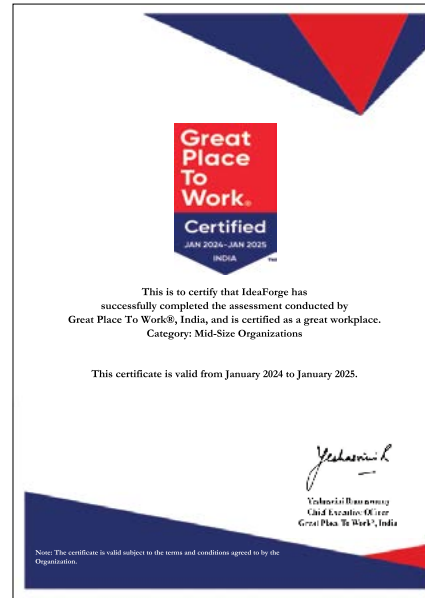 Great
Place
To
Work®
Certified
JAN 2024-JAN 2025
INDIA
TM
This is to certify that IdeaForge has
successfully completed the assessment conducted by
Great Place To Work®, India, and is certified as a great workplace.
Category: Mid-Size Organizations
This certificate is valid from January 2024 to January 2025.
Yeshasvini R
Yeshasvini Ramaswamy
Chief Executive Officer
Great Place To Work®, India
Note: The certificate is valid subject to the terms and conditions agreed to by the
Organization.